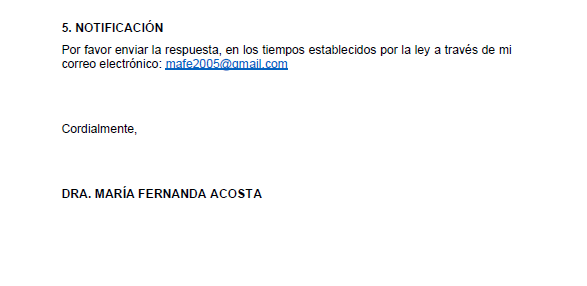 5. NOTIFICACIÓN
Por favor enviar la respuesta, en los tiempos establecidos por la ley a través de mi
correo electrónico: mafe2005@gmail.com
Cordialmente,
DRA. MARÍA FERNANDA ACOSTA